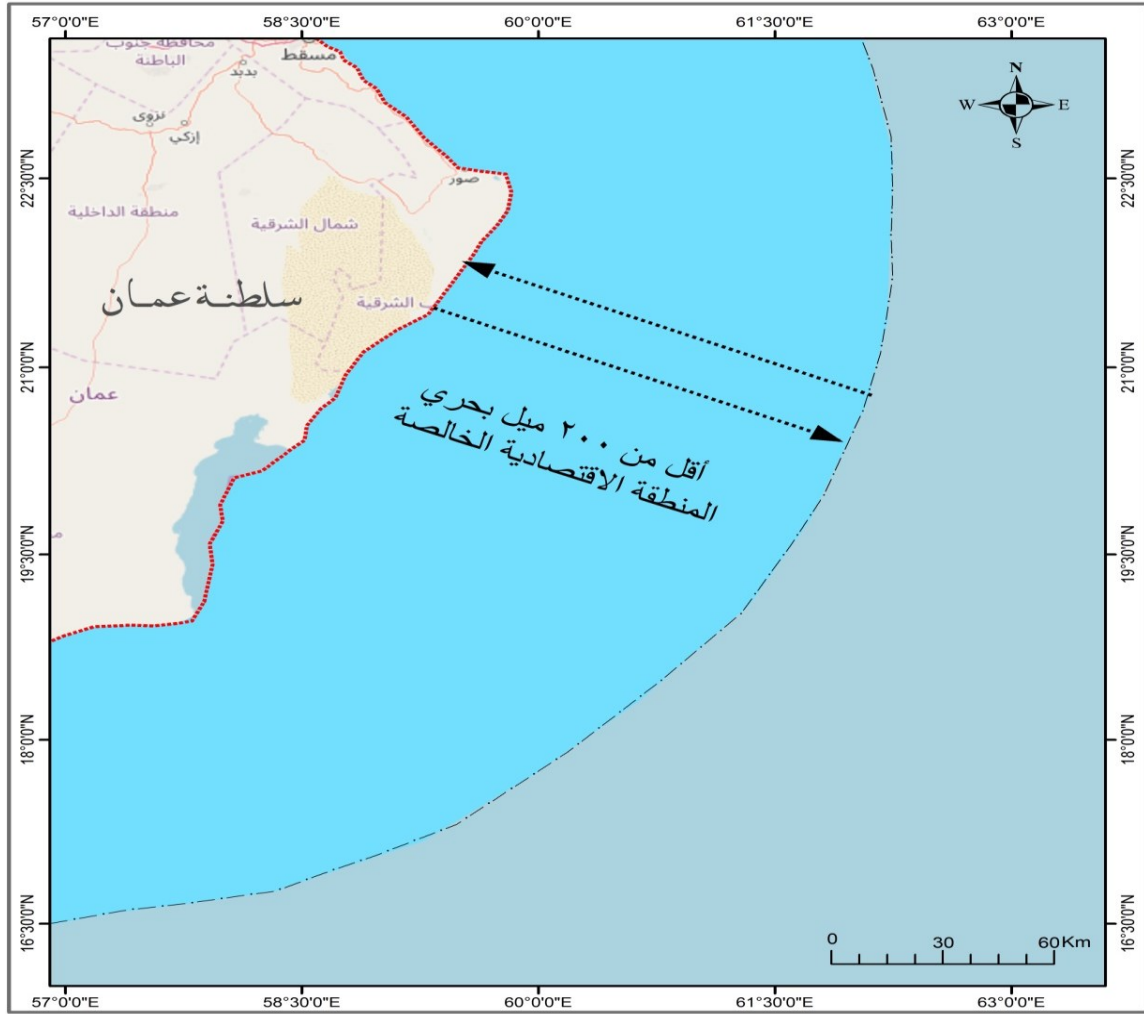 57°0'0"E 58°30'0"E 60°0'0"E 61°30'0"E 63°0'0"E
محافظة جنوب
الباطنة
مسقط
بدبد
N
W E
S
نزوى
إزكي
22°30'0"N 22°30'0"N
صور
منطقة الداخلية
شمال الشرقية
سلطنة عمان
ب الشرقية
21°0'0"N 21°0'0"N
عمان
أقل من ٢٠٠ ميل بحري
المنطقة الاقتصادية الخالصة
19°30'0"N 19°30'0"N
18°0'0"N 18°0'0"N
16°30'0"N 16°30'0"N
0 30 60Km
57°0'0"E 58°30'0"E 60°0'0"E 61°30'0"E 63°0'0"E